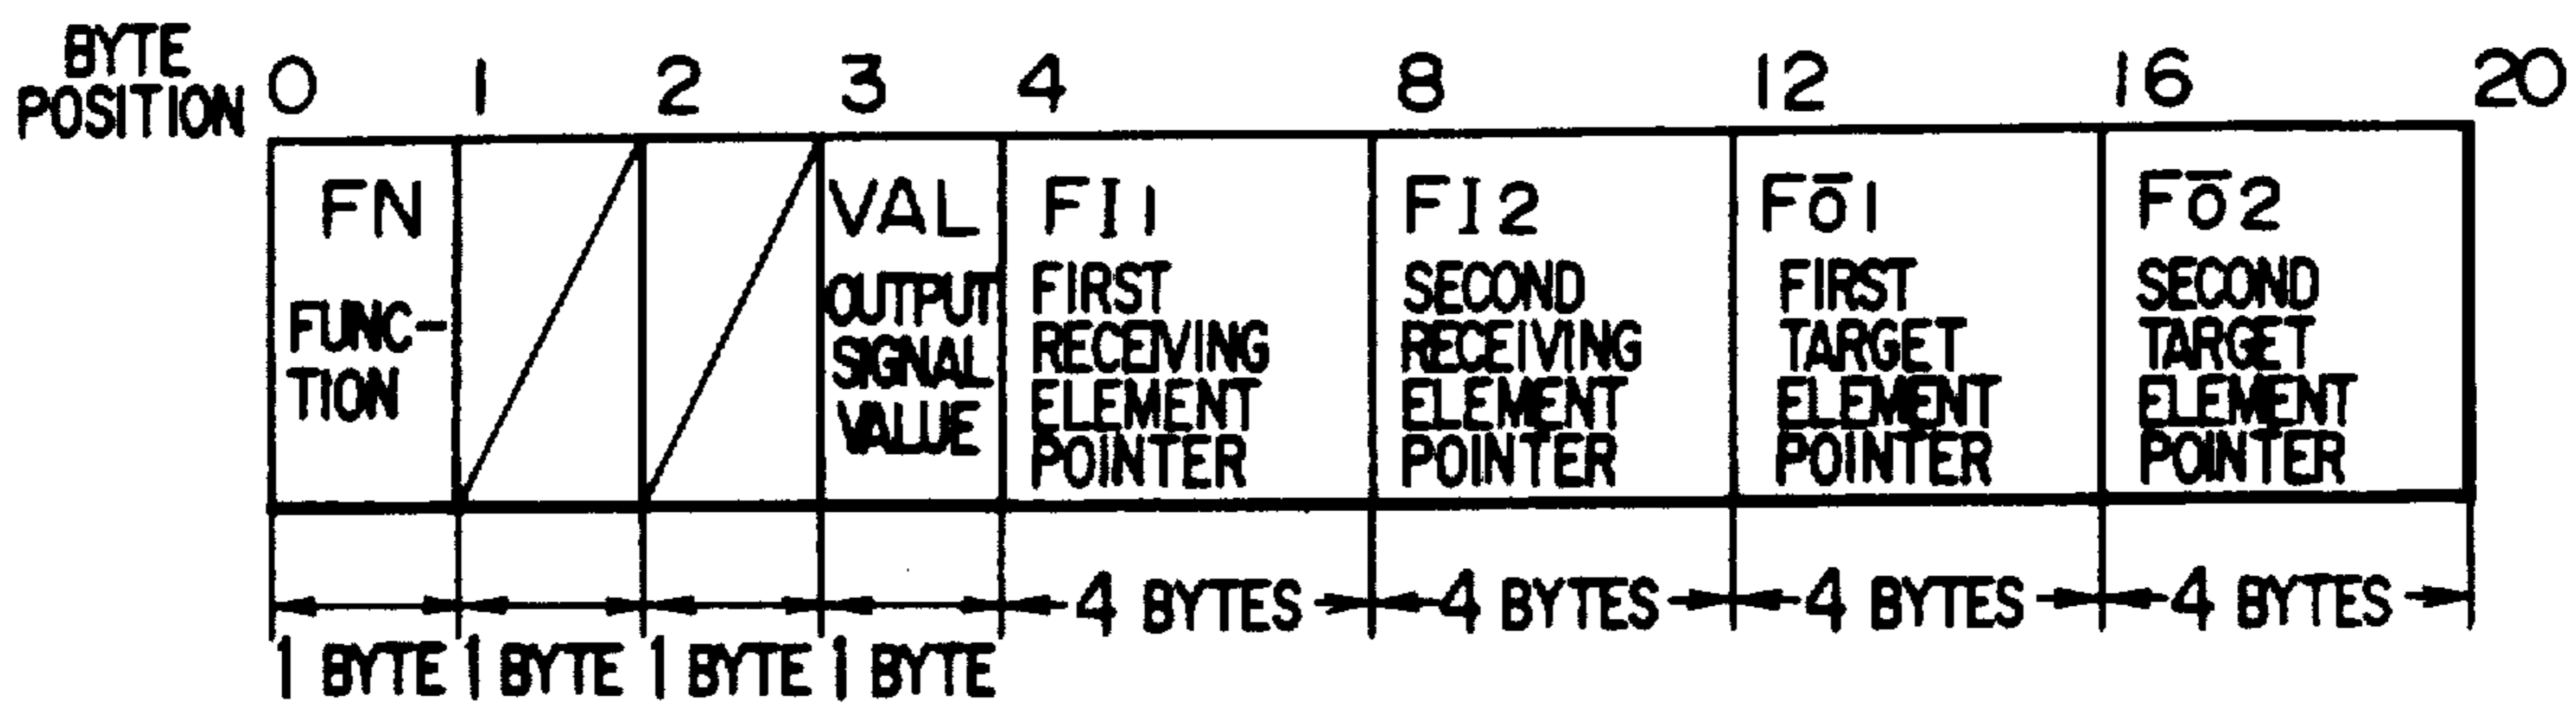 BYTE
POSITION
0 1 2 3 4 8 12 16 20
FN
FUNC-
TION
VAL
OUTPUT
SIGNAL
VALUE
FI1
FIRST
RECEIVING
ELEMENT
POINTER
FI2
SECOND
RECEIVING
ELEMENT
POINTER
FŌ1
FIRST
TARGET
ELEMENT
POINTER
FŌ2
SECOND
TARGET
ELEMENT
POINTER
1 BYTE 1 BYTE 1 BYTE 1 BYTE 4 BYTES 4 BYTES 4 BYTES 4 BYTES